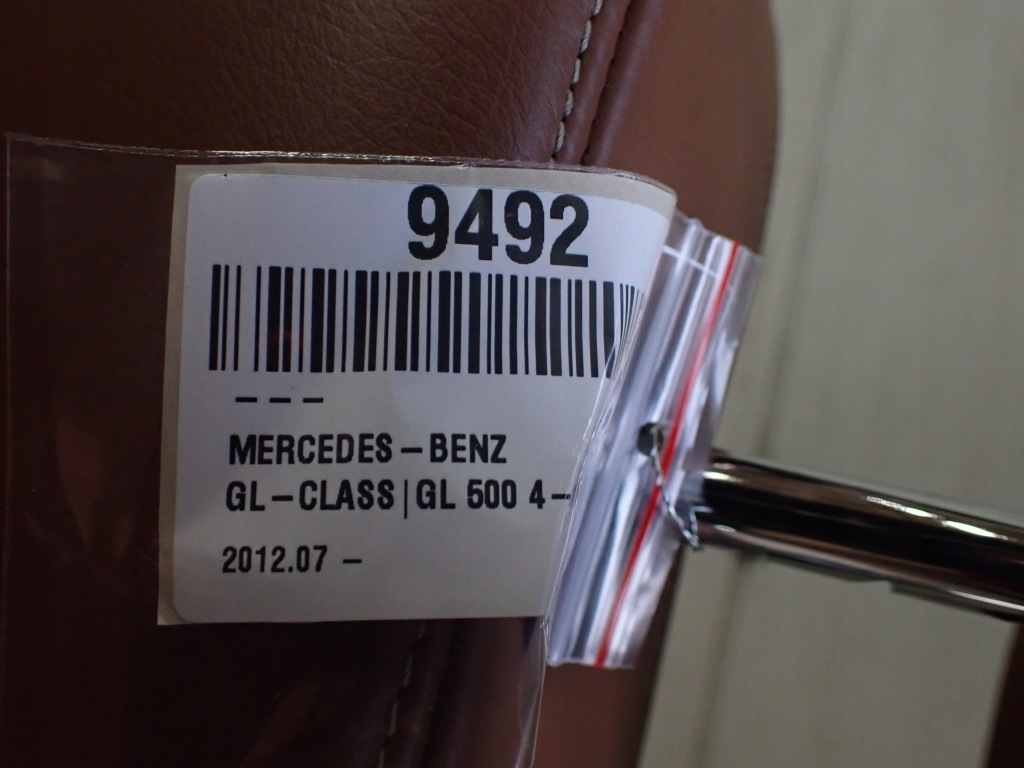 9492
– – –
MERCEDES – BENZ
GL – CLASS | GL 500 4 –
2012.07 –